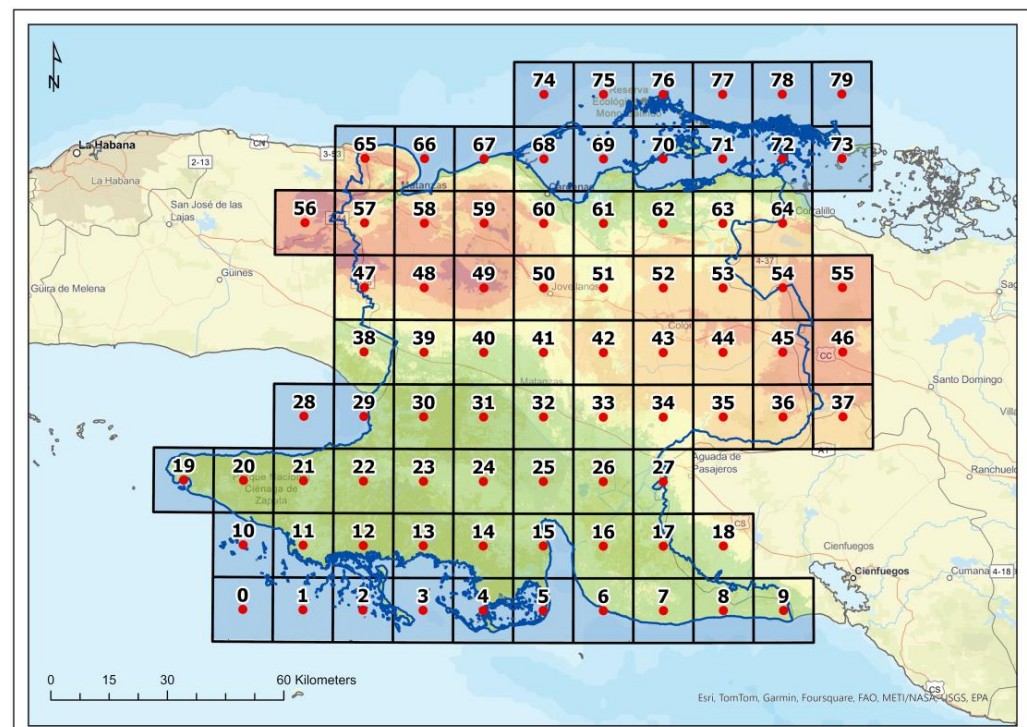 74 75 76 77 78 79
Reserva
Ecológica
N
La Habana
CN
3-53
65 66 67 68 69 70 71 72 73
2-13
La Habana
Matanzas
Cárdenas
San José de las
Lajas
56 57 58 59 60 61 62 63 64
Corralillo
4-37
Güines
47 48 49 50 51 52 53 54 55
Güira de Melena
Jovellanos
Colón
38 39 40 41 42 43 44 45 46
CC
Matanzas
Santo Domingo
28 29 30 31 32 33 34 35 36 37
A1
Aguada de
Pasajeros
Ranchuelo
19 20 21 22 23 24 25 26 27
Ciénaga de
Zapata
CS
10 11 12 13 14 15 16 17 18
Cienfuegos
Cienfuegos
4-18
0 1 2 3 4 5 6 7 8 9
CS
0 15 30 60 Kilometers
Esri, TomTom, Garmin, Foursquare, FAO, METI/NASA, USGS, EPA